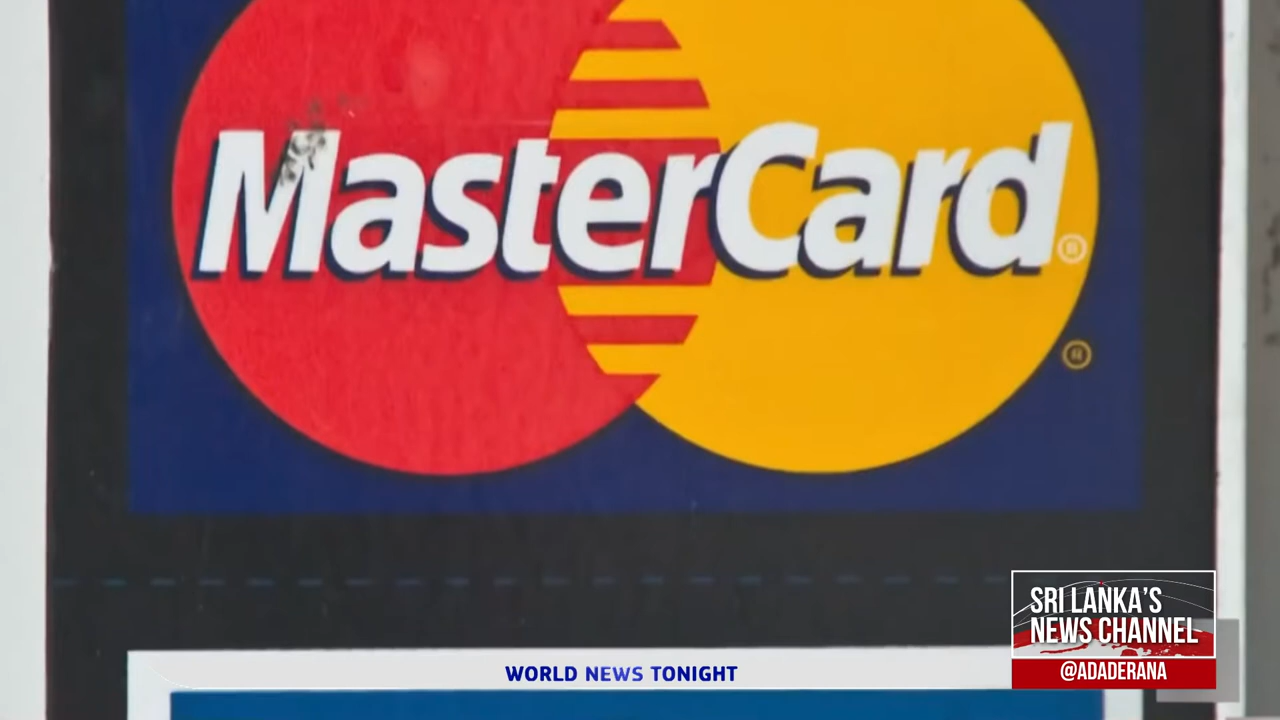 MasterCard®
®
SRI LANKA'S
NEWS CHANNEL
@ADADERANA
WORLD NEWS TONIGHT